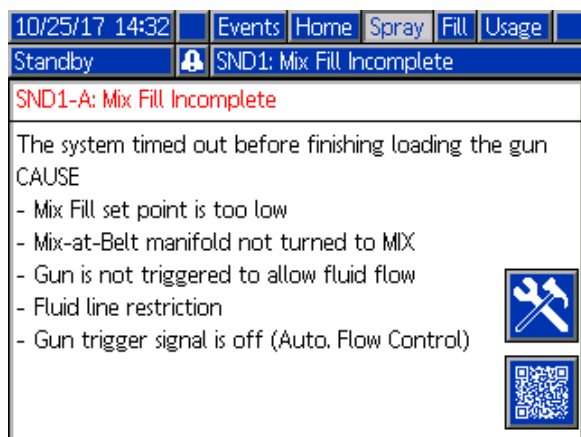 10/25/17 14:32 Events Home Spray Fill Usage
Standby SND1: Mix Fill Incomplete
SND1-A: Mix Fill Incomplete
The system timed out before finishing loading the gun
CAUSE
- Mix Fill set point is too low
- Mix-at-Belt manifold not turned to MIX
- Gun is not triggered to allow fluid flow
- Fluid line restriction
- Gun trigger signal is off (Auto. Flow Control)